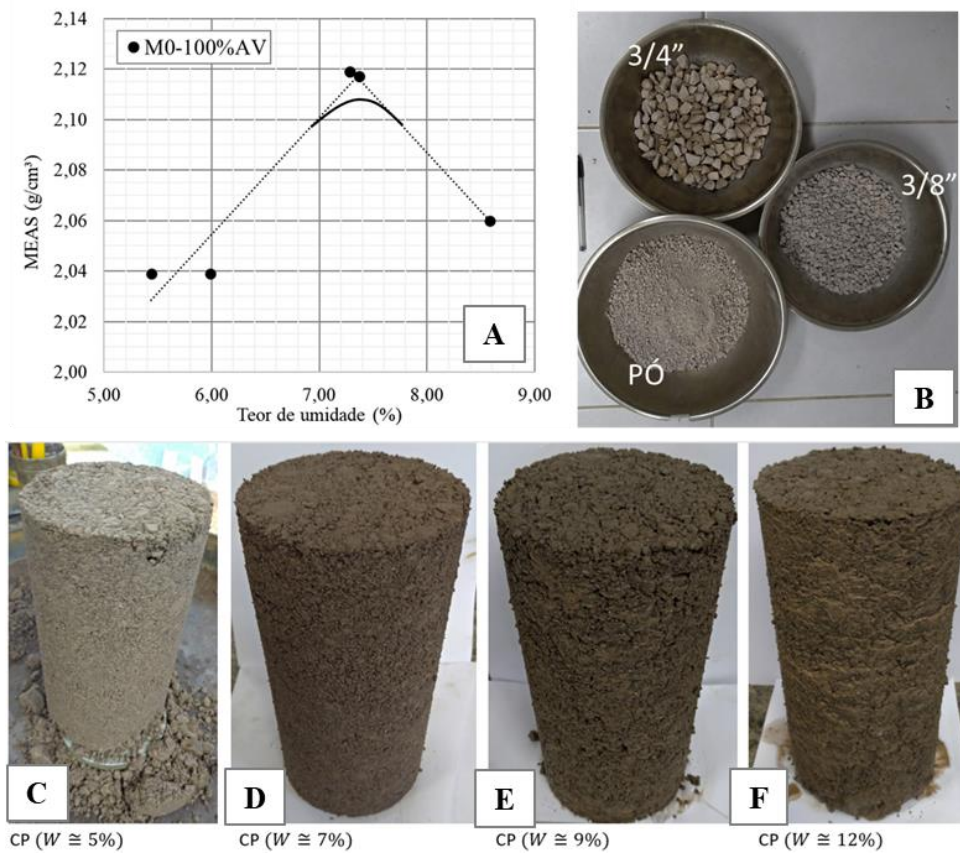 2,14
2,12
2,10
2,08
2,06
2,04
2,02
2,00
MEAS (g/cm³)
M0-100%AV
5,00 6,00 7,00 8,00 9,00
Teor de umidade (%)
A
3/4”
3/8”
PÓ
B
C
D
E
F
CP (W ≅ 5%)
CP (W ≅ 7%)
CP (W ≅ 9%)
CP (W ≅ 12%)